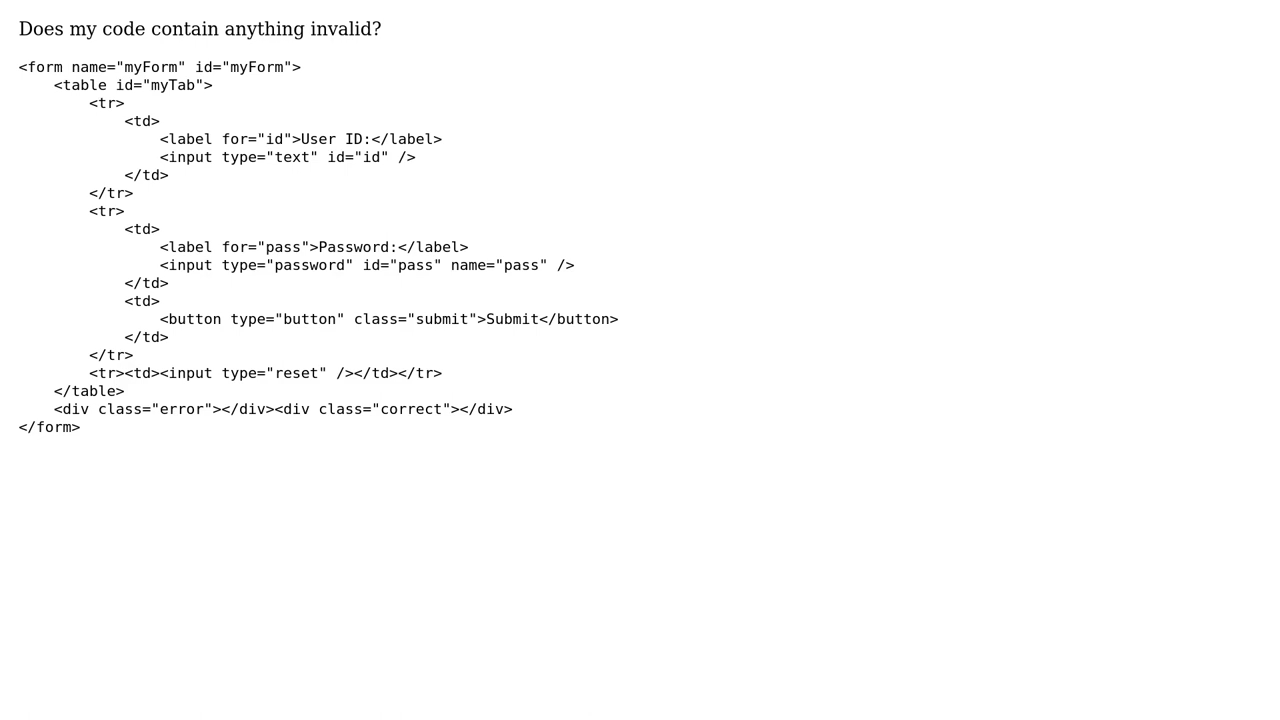 Does my code contain anything invalid?
<form name="myForm" id="myForm">
    <table id="myTab">
        <tr>
            <td>
                <label for="id">User ID:</label>
                <input type="text" id="id" />
            </td>
        </tr>
        <tr>
            <td>
                <label for="pass">Password:</label>
                <input type="password" id="pass" name="pass" />
            </td>
            <td>
                <button type="button" class="submit">Submit</button>
            </td>
        </tr>
        <tr><td><input type="reset" /></td></tr>
    </table>
    <div class="error"></div><div class="correct"></div>
</form>